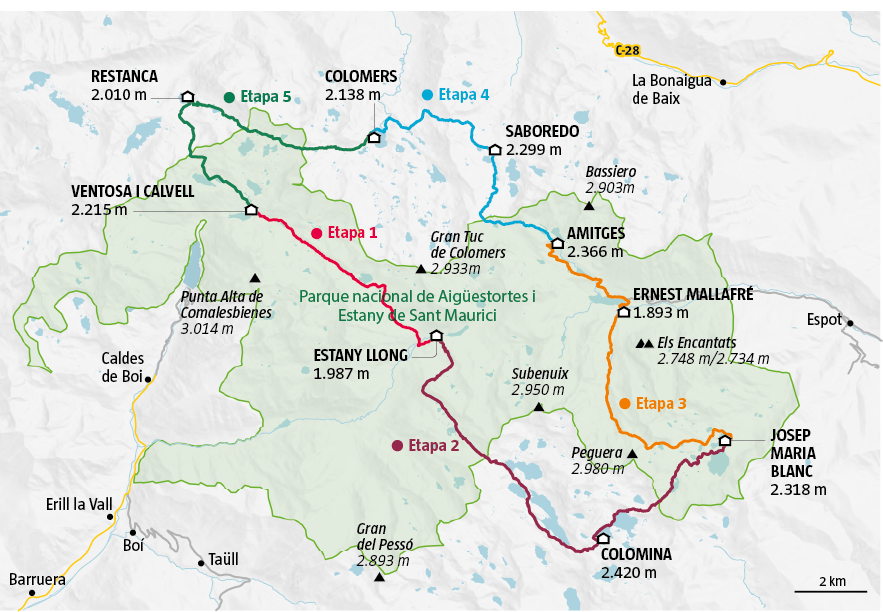 C-28
RESTANCA
2.010 m
Etapa 5
COLOMERS
2.138 m
Etapa 4
La Bonaigua
de Baix
SABOREDO
2.299 m
Bassiero
2.903m
VENTOSA I CALVELL
2.215 m
Etapa 1
Gran Tuc
de Colomers
2.933m
AMITGES
2.366 m
Punta Alta de
Comalesbienes
3.014 m
Parque nacional de Aigüestortes i
Estany de Sant Maurici
ERNEST MALLAFRÉ
1.893 m
Espot
ESTANY LLONG
1.987 m
Els Encantats
2.748 m/2.734 m
Caldes
de Boi
Subenuix
2.950 m
Etapa 3
Etapa 2
Peguera
2.980 m
JOSEP
MARIA
BLANC
2.318 m
Erill la Vall
Boí
Taüll
Gran
del Pessó
2.893 m
COLOMINA
2.420 m
Barruera
2 km